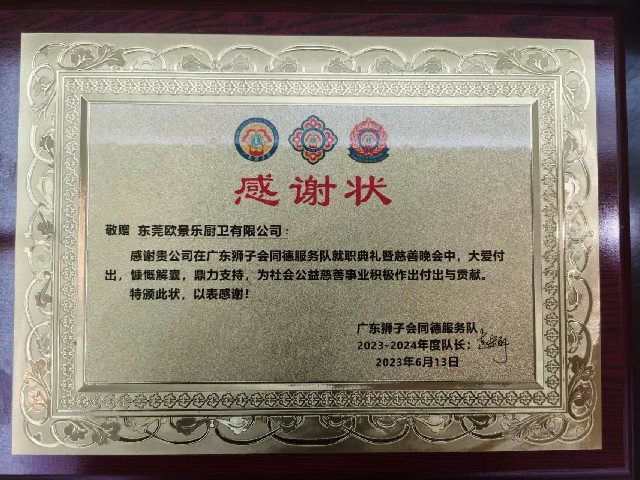 感谢状
敬赠 东莞欧景乐厨卫有限公司：
感谢贵公司在广东狮子会同德服务队就职典礼暨慈善晚会中，大爱付
出，慷慨解囊，鼎力支持，为社会公益慈善事业积极作出付出与贡献。
特颁此状，以表感谢！
广东狮子会同德服务队
2023-2024年度队长：
2023年6月13日